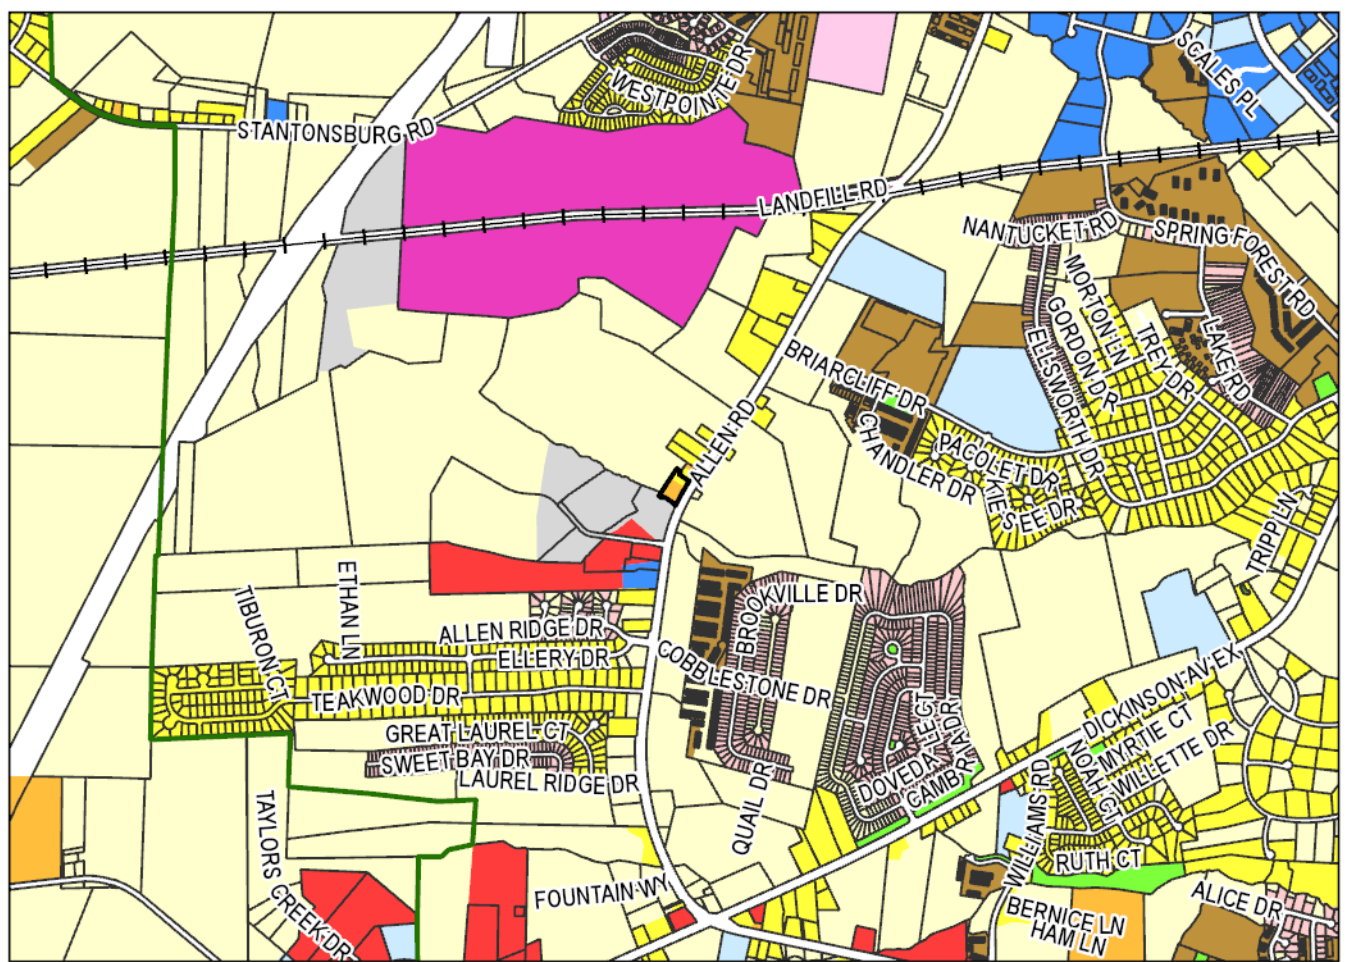 SCALES PL
WESTPOINTE DR
STANTONSBURG RD
LANDFILL RD
NANTUCKET RD
SPRING FOREST RD
MORTON LN
GORDON DR
ELLSWORTH DR
TREY DR
LAKE RD
BRIARCLIFF DR
ALLEN RD
CHANDLER DR
PACOLET DR
KIESEE DR
TRIPP LN
ETHAN LN
TIBURON CT
BROOKVILLE DR
ALLEN RIDGE DR
ELLERY DR
COBBLESTONE DR
TEAKWOOD DR
GREAT LAUREL CT
SWEET BAY DR
LAUREL RIDGE DR
DOVEDALE CT
CAMBRIA DR
QUAIL DR
DICKINSON AV EX
MYRTIE CT
NOAH CT
WILLETTE DR
WILLIAMS RD
RUTH CT
TAYLORS CREEK DR
FOUNTAIN WY
BERNICE LN
HAM LN
ALICE DR